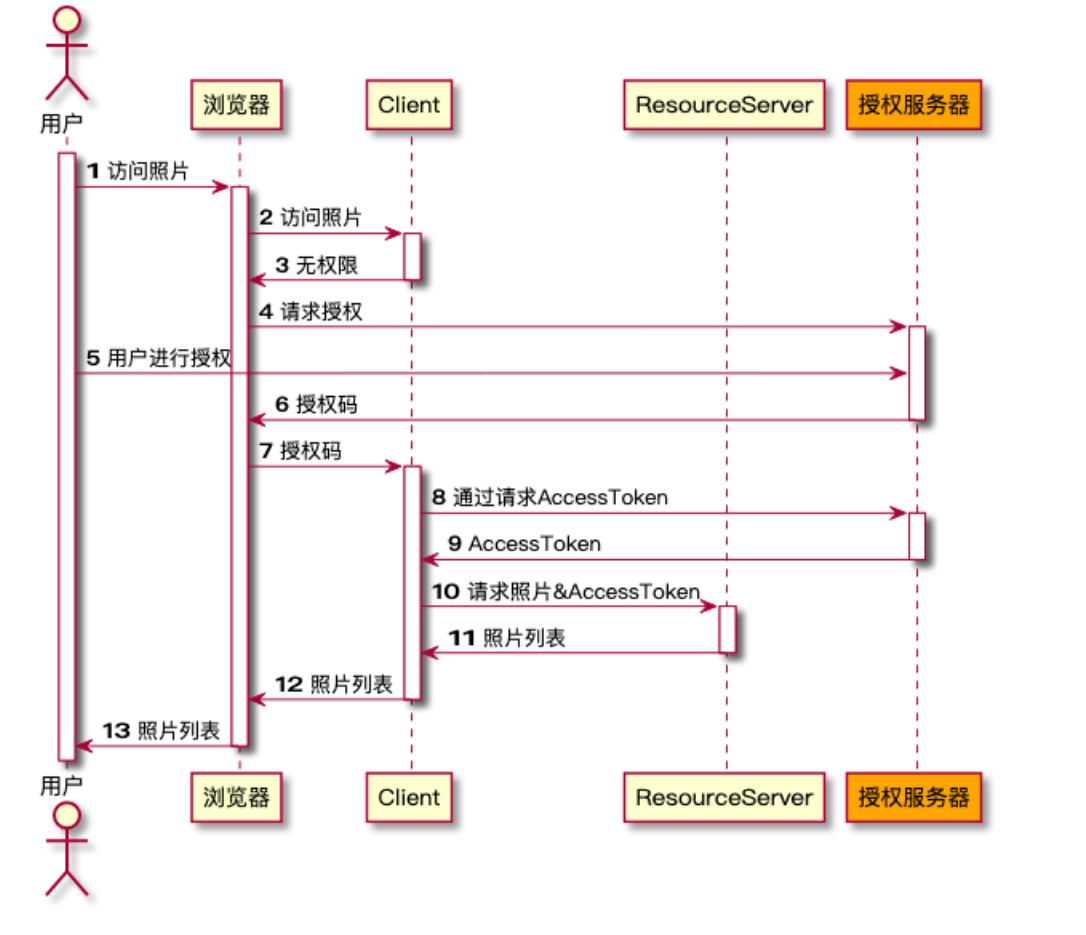 用户
浏览器
Client
ResourceServer
授权服务器
1 访问照片
2 访问照片
3 无权限
4 请求授权
5 用户进行授权
6 授权码
7 授权码
8 通过请求AccessToken
9 AccessToken
10 请求照片&AccessToken
11 照片列表
12 照片列表
13 照片列表
用户
浏览器
Client
ResourceServer
授权服务器